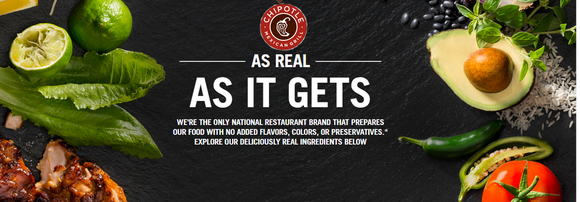 CHIPOTLE
MEXICAN GRILL
AS REAL
AS IT GETS
WE'RE THE ONLY NATIONAL RESTAURANT BRAND THAT PREPARES
OUR FOOD WITH NO ADDED FLAVORS, COLORS, OR PRESERVATIVES.*
EXPLORE OUR DELICIOUSLY REAL INGREDIENTS BELOW